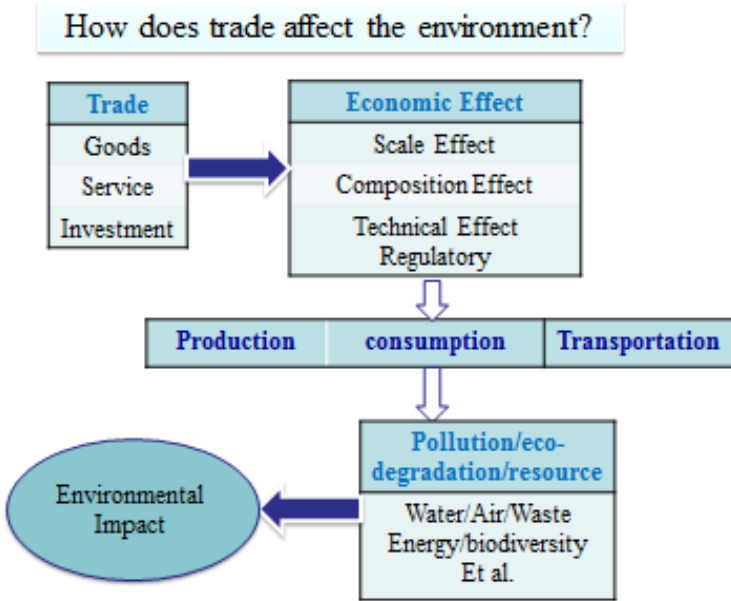 How does trade affect the environment?
Trade
Goods
Service
Investment
Economic Effect
Scale Effect
Composition Effect
Technical Effect
Regulatory
Production
consumption
Transportation
Pollution/eco-
degradation/resource
Water/Air/Waste
Energy/biodiversity
Et al.
Environmental
Impact